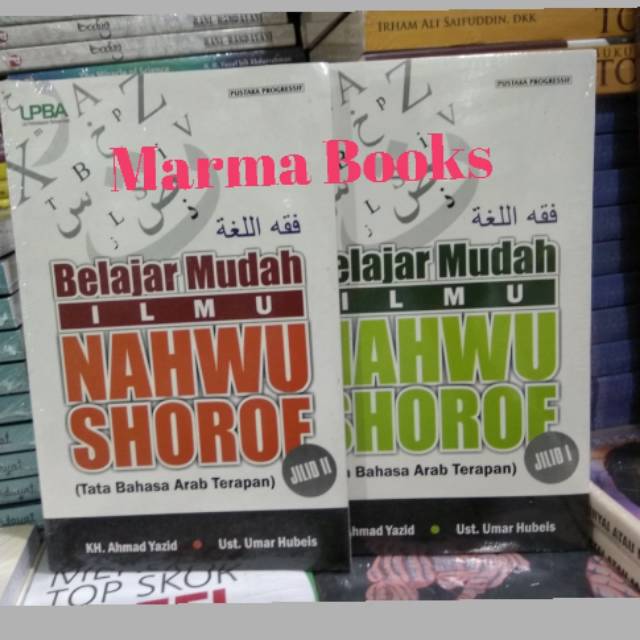 IRHAM ALI SAIFUDDIN, DKK
LPBA
PUSTAKA PROGRESSIF
Marma Books
فقه اللغة
Belajar Mudah
ILMU
NAHWU
SHOROF
JILID II
(Tata Bahasa Arab Terapan)
KH. Ahmad Yazid • Ust. Umar Hubeis
PUSTAKA PROGRESSIF
فقه اللغة
elajar Mudah
ILMU
NAHWU
SHOROF
JILID I
Bahasa Arab Terapan)
hmad Yazid • Ust. Umar Hubeis
TOP SKOR